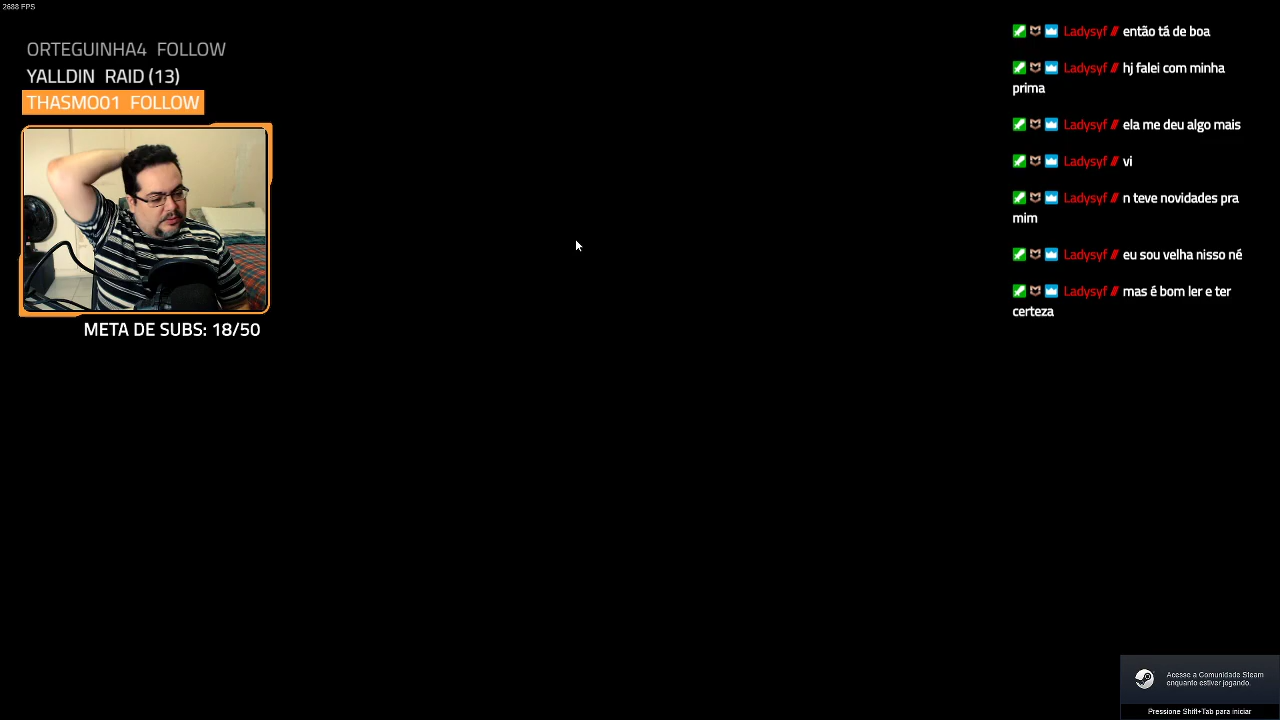 2688 FPS
ORTEGUINHA4 FOLLOW
YALLDIN RAID (13)
THASMO01 FOLLOW
META DE SUBS: 18/50
Ladysyf // então tá de boa
Ladysyf // hj falei com minha
prima
Ladysyf // ela me deu algo mais
Ladysyf // vi
Ladysyf // n teve novidades pra
mim
Ladysyf // eu sou velha nisso né
Ladysyf // mas é bom ler e ter
certeza
Acesse a Comunidade Steam
enquanto estiver jogando.
Pressione Shift+Tab para iniciar